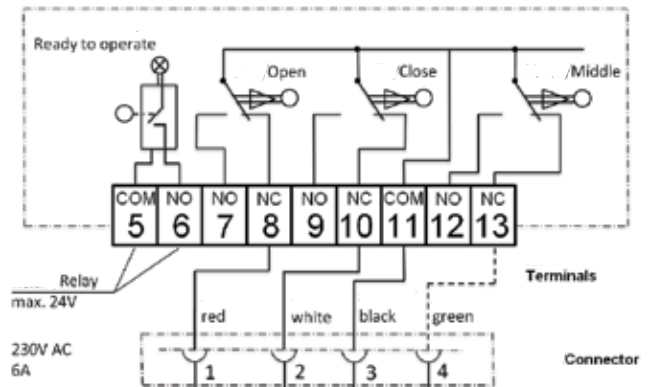 Ready to operate
/Open
/Close
/Middle
COM NO NO NC NO NC COM NO NC
5 6 7 8 9 10 11 12 13
Relay
max. 24V
Terminals
red white black green
230V AC
6A
1 2 3 4
Connector